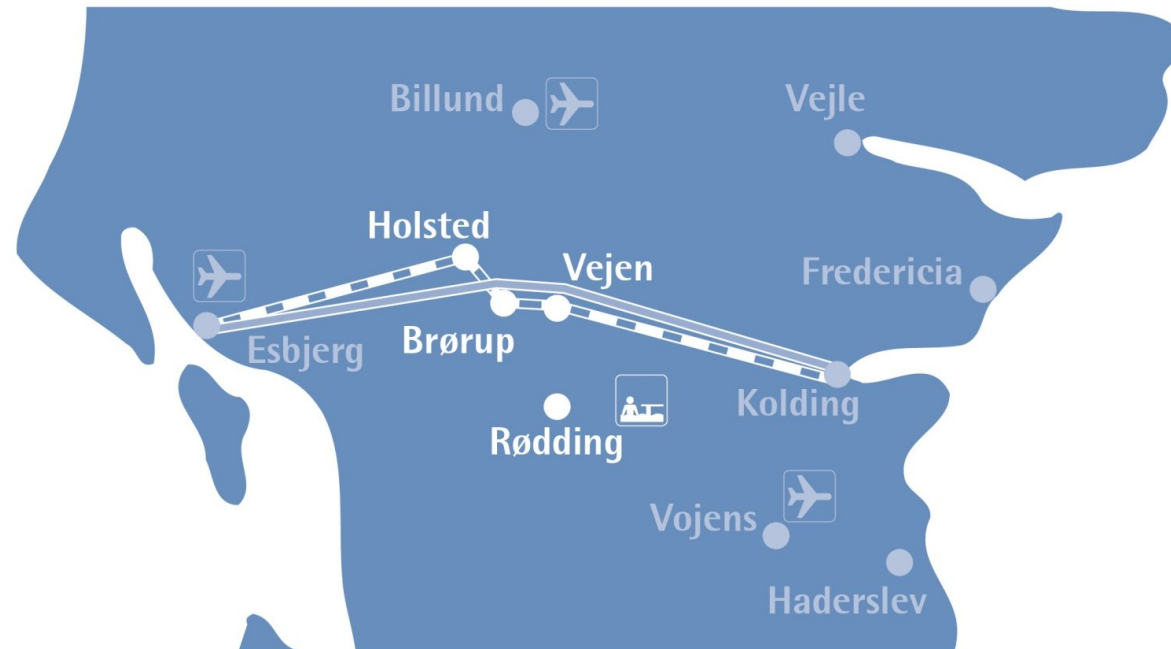 Billund
Vejle
Holsted
Vejen
Fredericia
Esbjerg
Brørup
Kolding
Rødding
Vojens
Haderslev